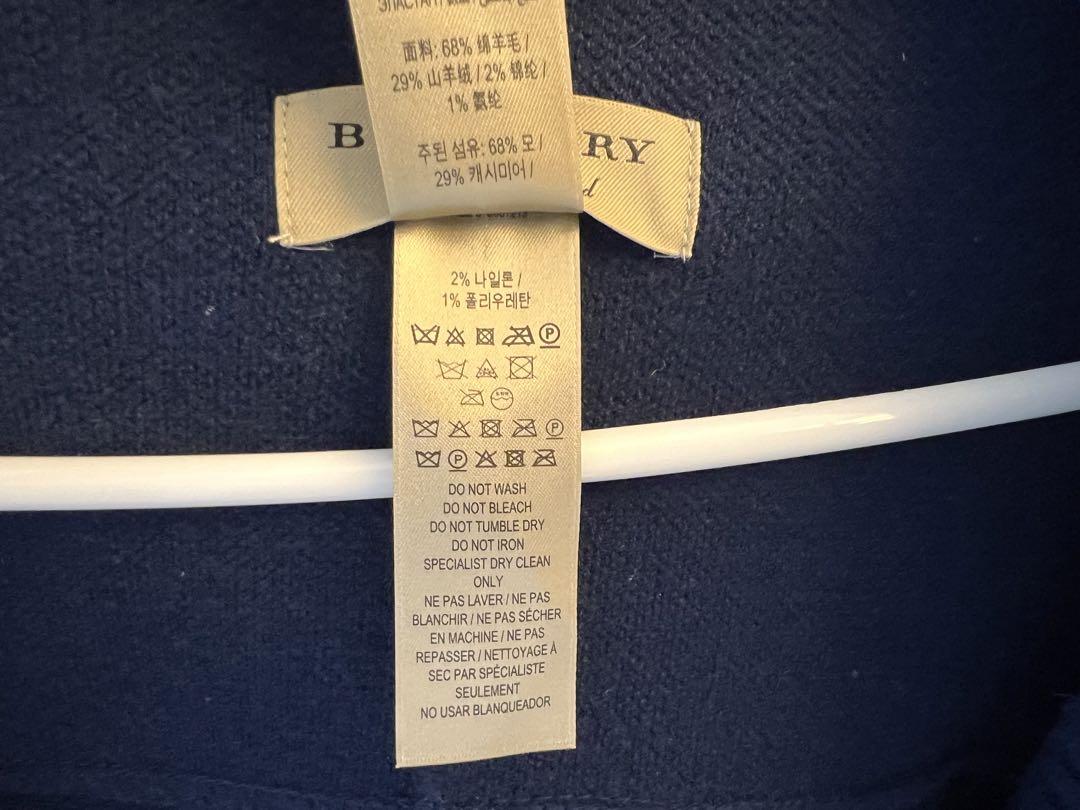 ЭЛАСТАН
面料: 68% 绵羊毛 /
29% 山羊绒 / 2% 锦纶 /
1% 氨纶
주된 섬유: 68% 모 /
29% 캐시미어 /
B RY
d
2% 나일론 /
1% 폴리우레탄
P
P
P
DO NOT WASH
DO NOT BLEACH
DO NOT TUMBLE DRY
DO NOT IRON
SPECIALIST DRY CLEAN
ONLY
NE PAS LAVER / NE PAS
BLANCHIR / NE PAS SÉCHER
EN MACHINE / NE PAS
REPASSER / NETTOYAGE À
SEC PAR SPÉCIALISTE
SEULEMENT
NO USAR BLANQUEADOR